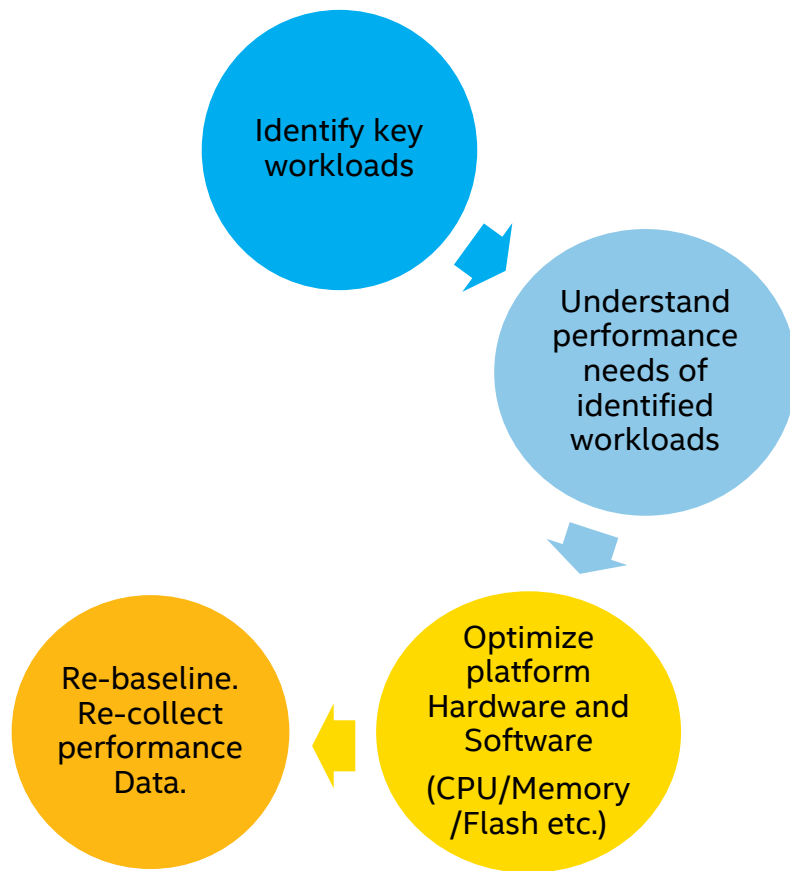 Identify key
workloads
Understand
performance
needs of
identified
workloads
Optimize
platform
Hardware and
Software
(CPU/Memory
/Flash etc.)
Re-baseline.
Re-collect
performance
Data.